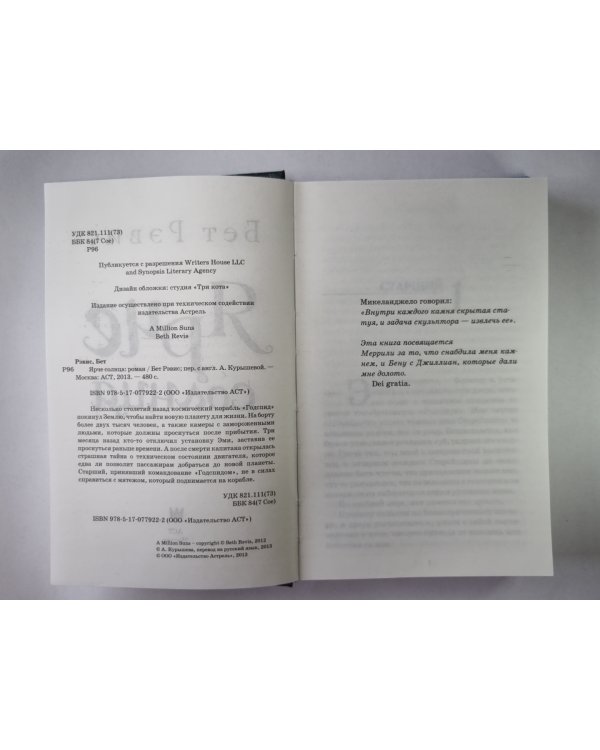 УДК 821.111(73)
ББК 84(7 Сое)
Р96
Публикуется с разрешения Writers House LLC
and Synopsis Literary Agency
Дизайн обложки: студия «Три кота»
Издание осуществлено при техническом содействии
издательства Астрель
A Million Suns
Beth Revis
Рэвис, Бет
Р96 Ярче солнца: роман / Бет Рэвис; пер. с англ. А. Курышевой. —
Москва: АСТ, 2013. — 480 с.
ISBN 978-5-17-077922-2 (ООО «Издательство АСТ»)
Несколько столетий назад космический корабль «Годспид»
покинул Землю, чтобы найти новую планету для жизни. На борту
более двух тысяч человек, а также камеры с замороженными
людьми, которые должны проснуться после прибытия. Три
месяца назад кто-то отключил установку Эми, заставив ее
проснуться раньше времени. А после смерти капитана открылась
страшная тайна о техническом состоянии двигателя, которое
едва ли позволит пассажирам добраться до новой планеты.
Старший, принявший командование «Годспидом», не в силах
справиться с мятежом, который поднимается на корабле.
УДК 821.111(73)
ББК 84(7 Сое)
ISBN 978-5-17-077922-2 (ООО «Издательство АСТ»)
A Million Suns – copyright © Beth Revis, 2012
© А. Курышева, перевод на русский язык, 2013
© ООО «Издательство Астрель», 2013
Микеланджело говорил:
«Внутри каждого камня скрытая ста-
туя, и задача скульптора — извлечь ее».
Эта книга посвящается
Меррили за то, что снабдила меня кам-
нем, и Бену с Джиллиан, которые дали
мне долото.
Dei gratia.